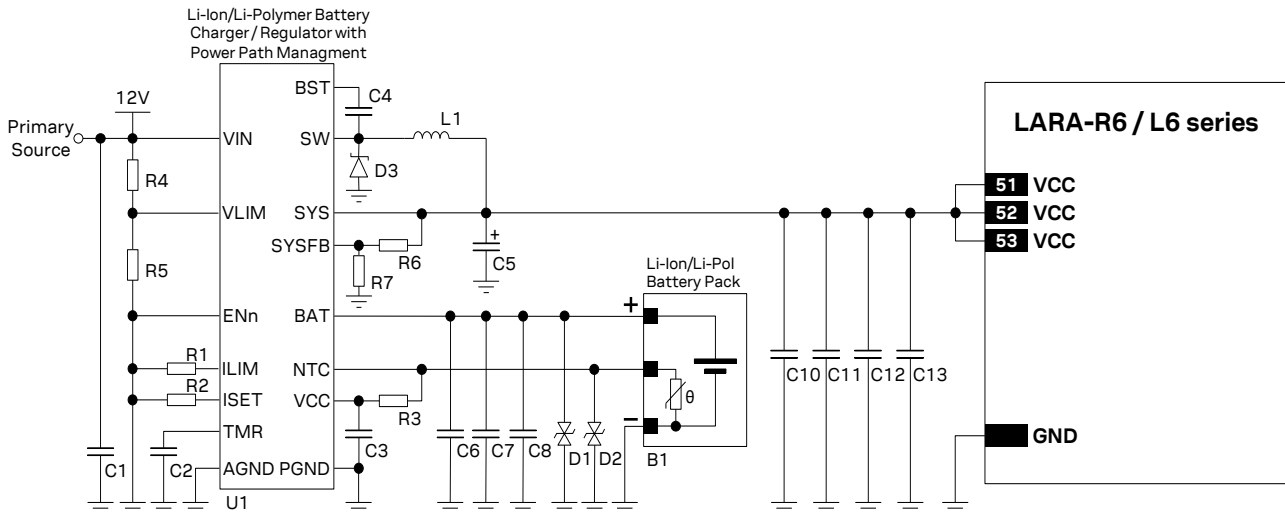 Li-Ion/Li-Polymer Battery
Charger / Regulator with
Power Path Managment
12V
Primary
Source
VIN
BST
C4
SW
L1
D3
R4
VLIM
SYS
SYSFB
R6
R7
C5
+
R5
ENn
BAT
Li-Ion/Li-Pol
Battery Pack
+
R1
ILIM
NTC
R2
ISET
VCC
R3
θ
–
TMR
C1
C2
AGND PGND
C3
C6
C7
C8
D1
D2
B1
U1
C10
C11
C12
C13
LARA-R6 / L6 series
51 VCC
52 VCC
53 VCC
GND